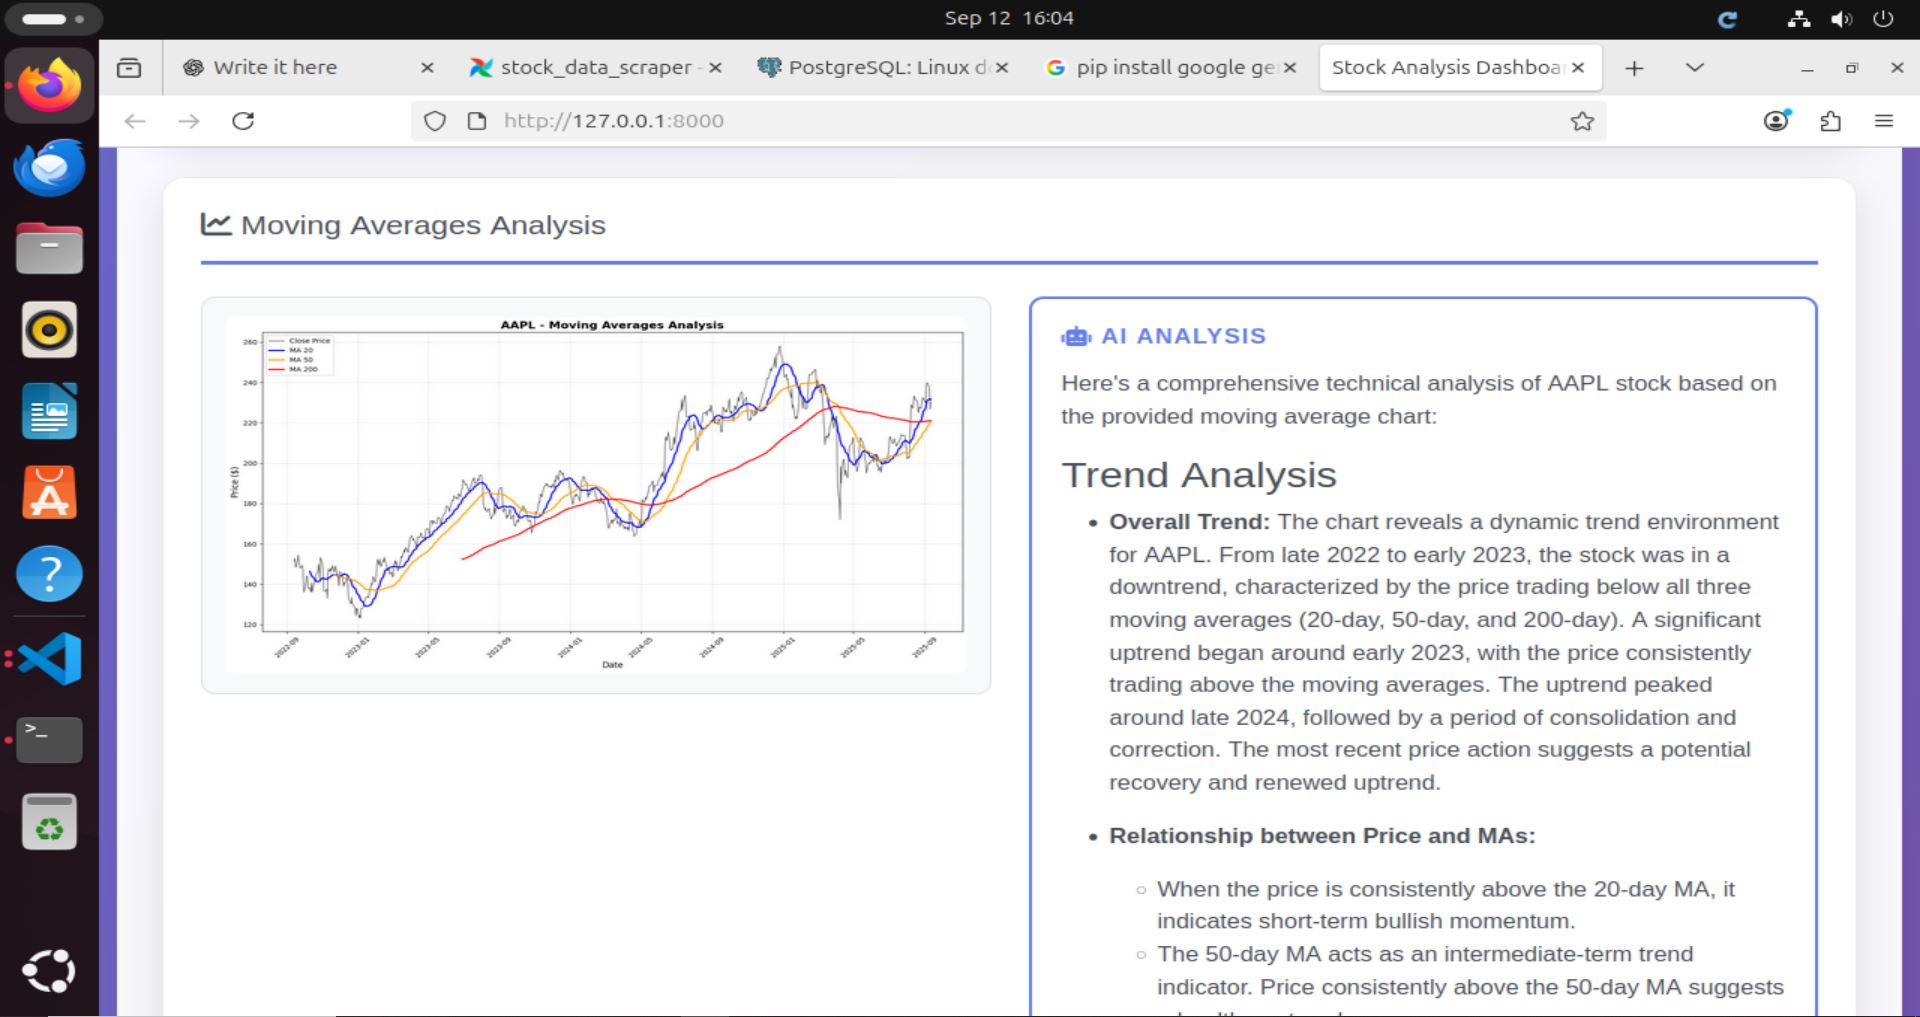 Sep 12 16:04
Write it here
stock_data_scraper -
PostgreSQL: Linux d
pip install google ge
Stock Analysis Dashboa
http://127.0.0.1:8000
Moving Averages Analysis
AAPL - Moving Averages Analysis
Close Price
MA 20
MA 50
MA 200
260
240
220
200
180
160
140
120
Price ($)
2022-09
2023-01
2023-05
2023-09
2024-01
2024-05
2024-09
2025-01
2025-05
2025-09
Date
AI ANALYSIS
Here's a comprehensive technical analysis of AAPL stock based on
the provided moving average chart:
Trend Analysis
• Overall Trend: The chart reveals a dynamic trend environment
for AAPL. From late 2022 to early 2023, the stock was in a
downtrend, characterized by the price trading below all three
moving averages (20-day, 50-day, and 200-day). A significant
uptrend began around early 2023, with the price consistently
trading above the moving averages. The uptrend peaked
around late 2024, followed by a period of consolidation and
correction. The most recent price action suggests a potential
recovery and renewed uptrend.
• Relationship between Price and MAs:
○ When the price is consistently above the 20-day MA, it
indicates short-term bullish momentum.
○ The 50-day MA acts as an intermediate-term trend
indicator. Price consistently above the 50-day MA suggests